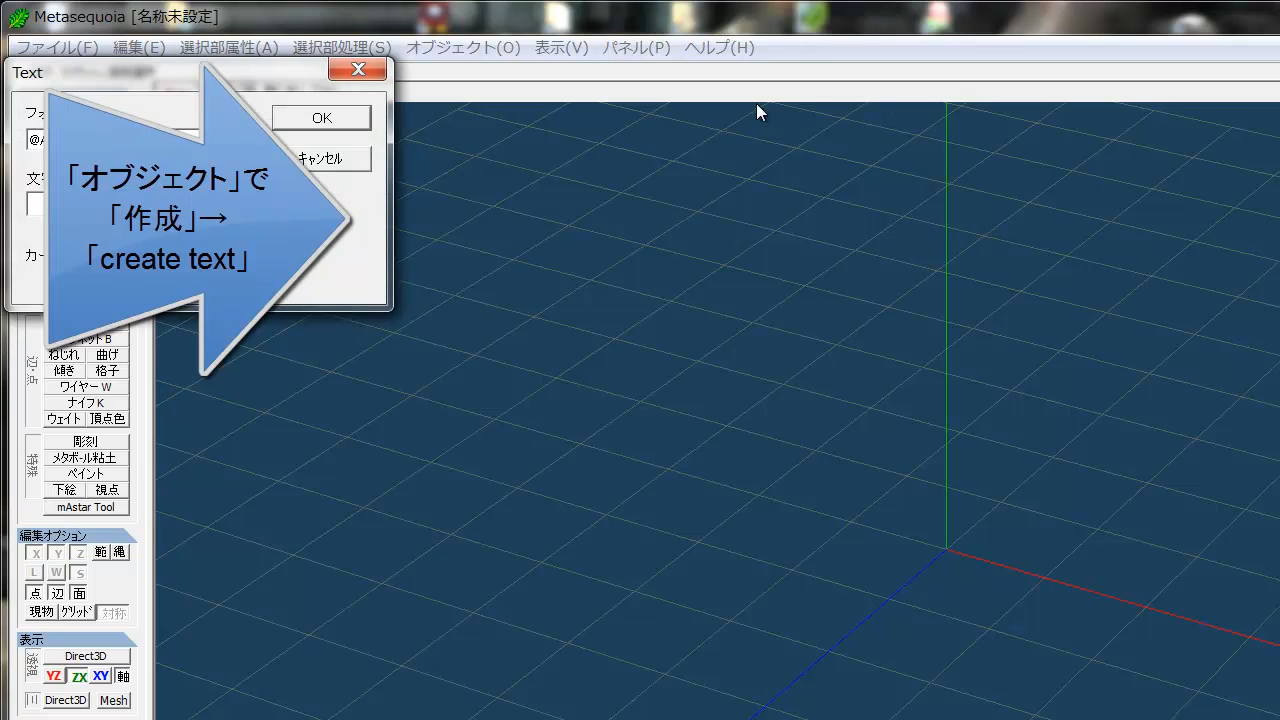 Metasequoia [名称未設定]
ファイル(F) 編集(E) 選択部属性(A) 選択部処理(S) オブジェクト(O) 表示(V) パネル(P) ヘルプ(H)
Text
OK
キャンセル
「オブジェクト」で
「作成」→
「create text」
ねじれ 曲げ
傾き 格子
ワイヤーW
ナイフK
ウェイト 頂点色
特殊
彫刻
メタボール粘土
ペイント
下絵 視点
mAstar Tool
編集オプション
X Y Z 範 縄
L W S
点 辺 面
現物 グリッド 対称
表示
Direct3D
YZ ZX XY 軸
Direct3D Mesh